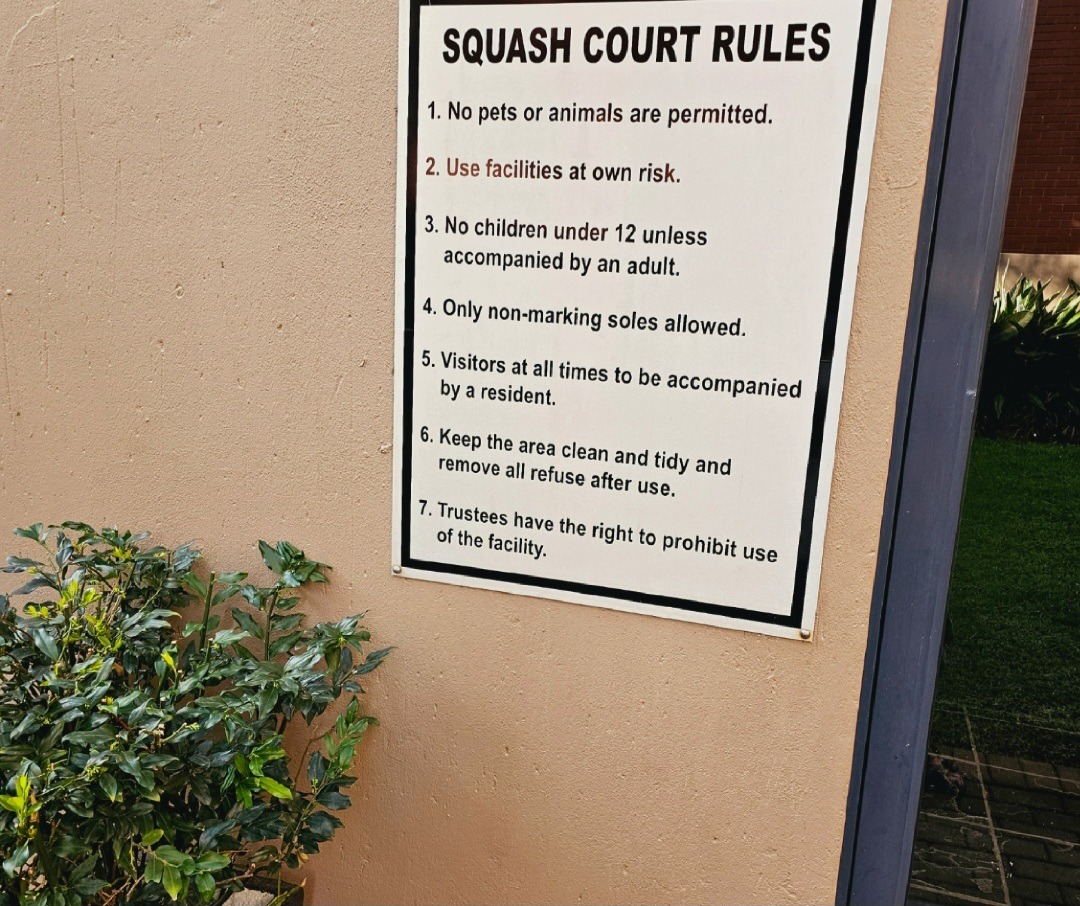 SQUASH COURT RULES
1. No pets or animals are permitted.
2. Use facilities at own risk.
3. No children under 12 unless
accompanied by an adult.
4. Only non-marking soles allowed.
5. Visitors at all times to be accompanied
by a resident.
6. Keep the area clean and tidy and
remove all refuse after use.
7. Trustees have the right to prohibit use
of the facility.